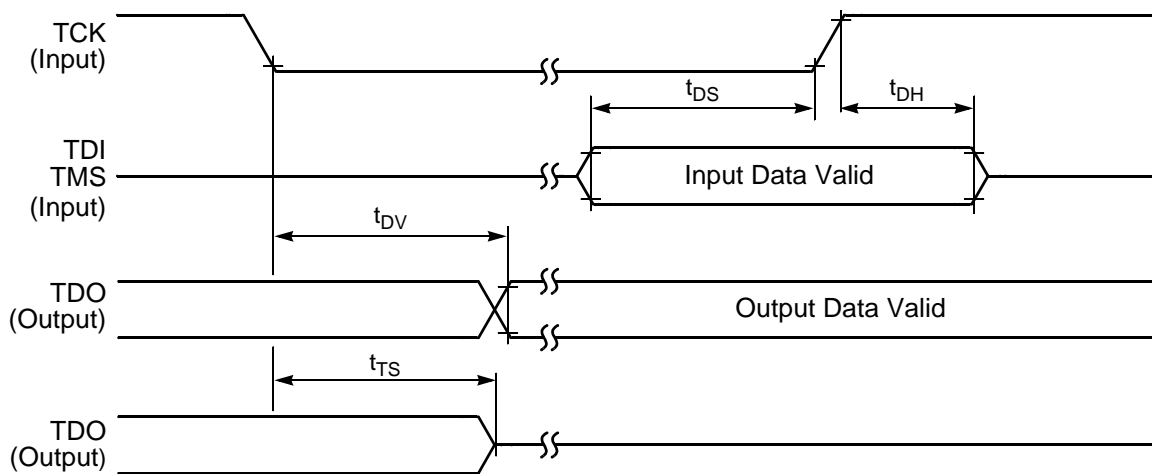 TCK
(Input)
tDS
tDH
TDI
TMS
(Input)
Input Data Valid
tDV
TDO
(Output)
Output Data Valid
tTS
TDO
(Output)